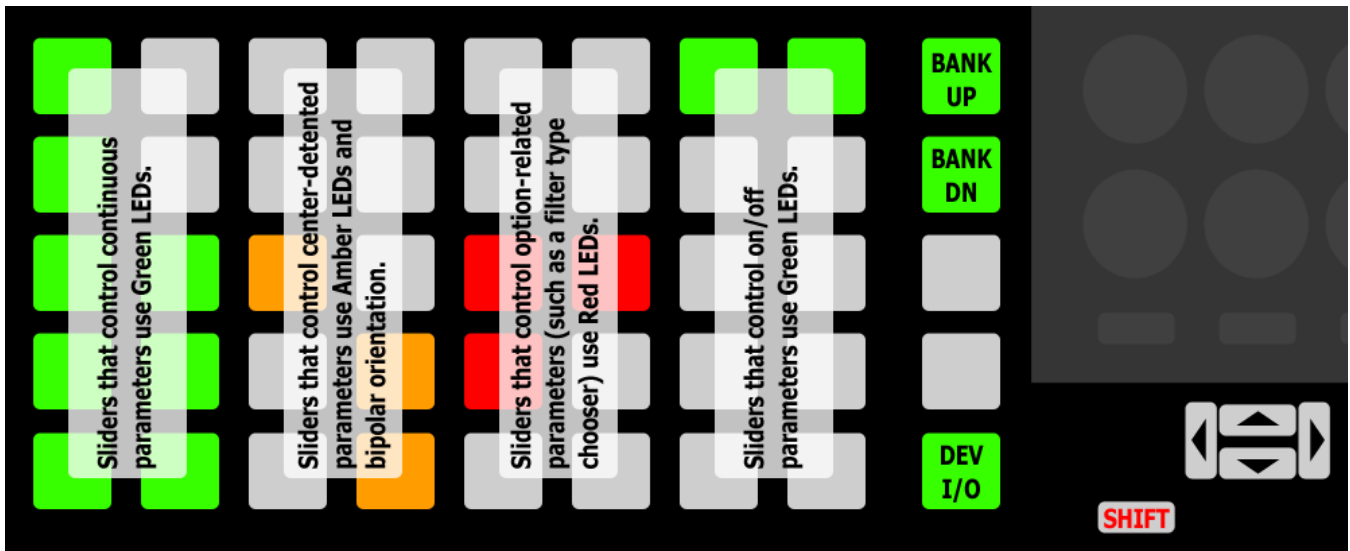 Sliders that control continuous
parameters use Green LEDs.
Sliders that control center-detented
parameters use Amber LEDs and
bipolar orientation.
Sliders that control option-related
parameters (such as a filter type
chooser) use Red LEDs.
Sliders that control on/off
parameters use Green LEDs.
BANK
UP
BANK
DN
DEV
I/O
SHIFT